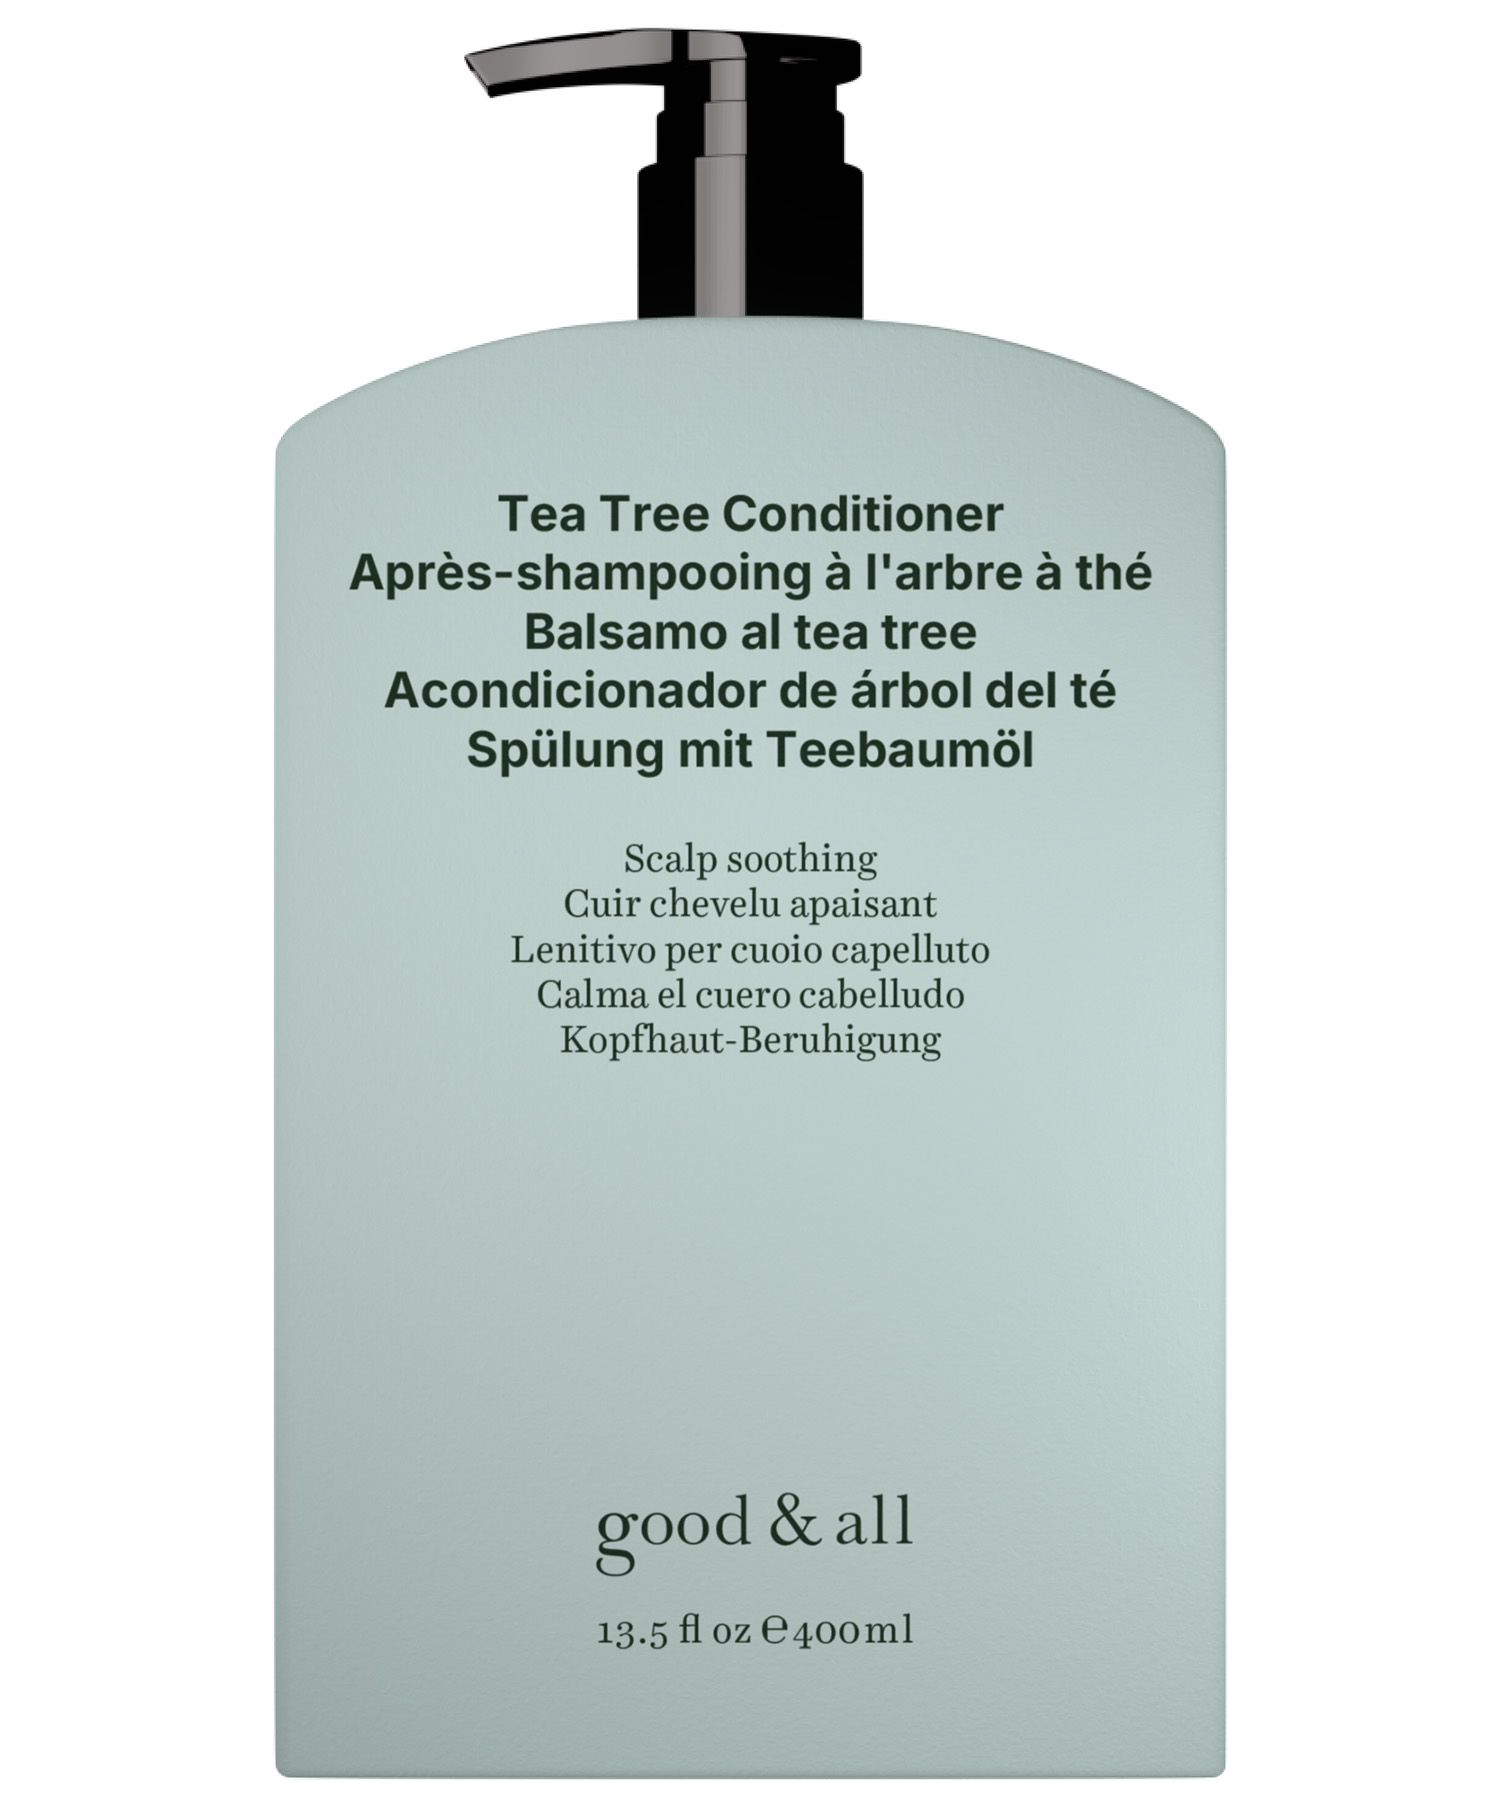 Tea Tree Conditioner
Après-shampooing à l'arbre à thé
Balsamo al tea tree
Acondicionador de árbol del té
Spülung mit Teebaumöl
Scalp soothing
Cuir chevelu apaisant
Lenitivo per cuoio capelluto
Calma el cuero cabelludo
Kopfhaut-Beruhigung
good & all
13.5 fl oz ℮400ml